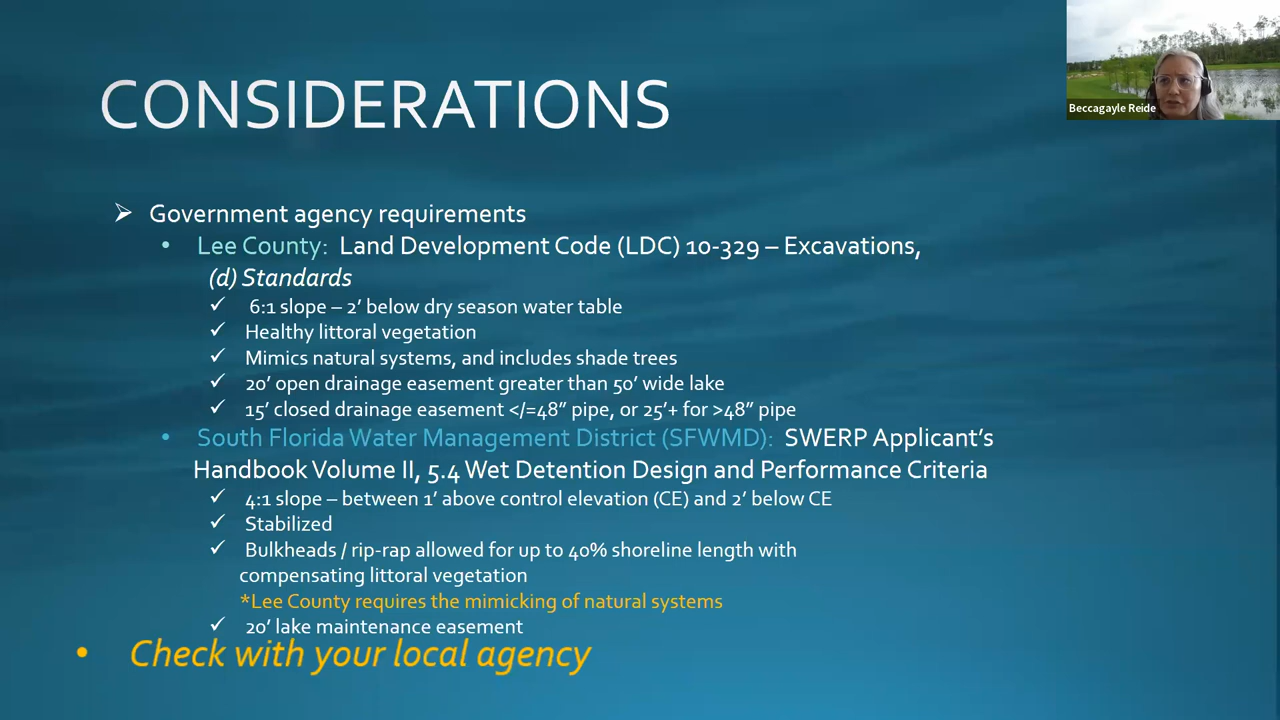 CONSIDERATIONS
Beccagayle Reide
➢ Government agency requirements
• Lee County: Land Development Code (LDC) 10-329 – Excavations,
(d) Standards
✓ 6:1 slope – 2’ below dry season water table
✓ Healthy littoral vegetation
✓ Mimics natural systems, and includes shade trees
✓ 20’ open drainage easement greater than 50’ wide lake
✓ 15’ closed drainage easement </=48” pipe, or 25’+ for >48” pipe
• South Florida Water Management District (SFWMD): SWERP Applicant’s
Handbook Volume II, 5.4 Wet Detention Design and Performance Criteria
✓ 4:1 slope – between 1’ above control elevation (CE) and 2’ below CE
✓ Stabilized
✓ Bulkheads / rip-rap allowed for up to 40% shoreline length with
compensating littoral vegetation
*Lee County requires the mimicking of natural systems
✓ 20’ lake maintenance easement
• Check with your local agency